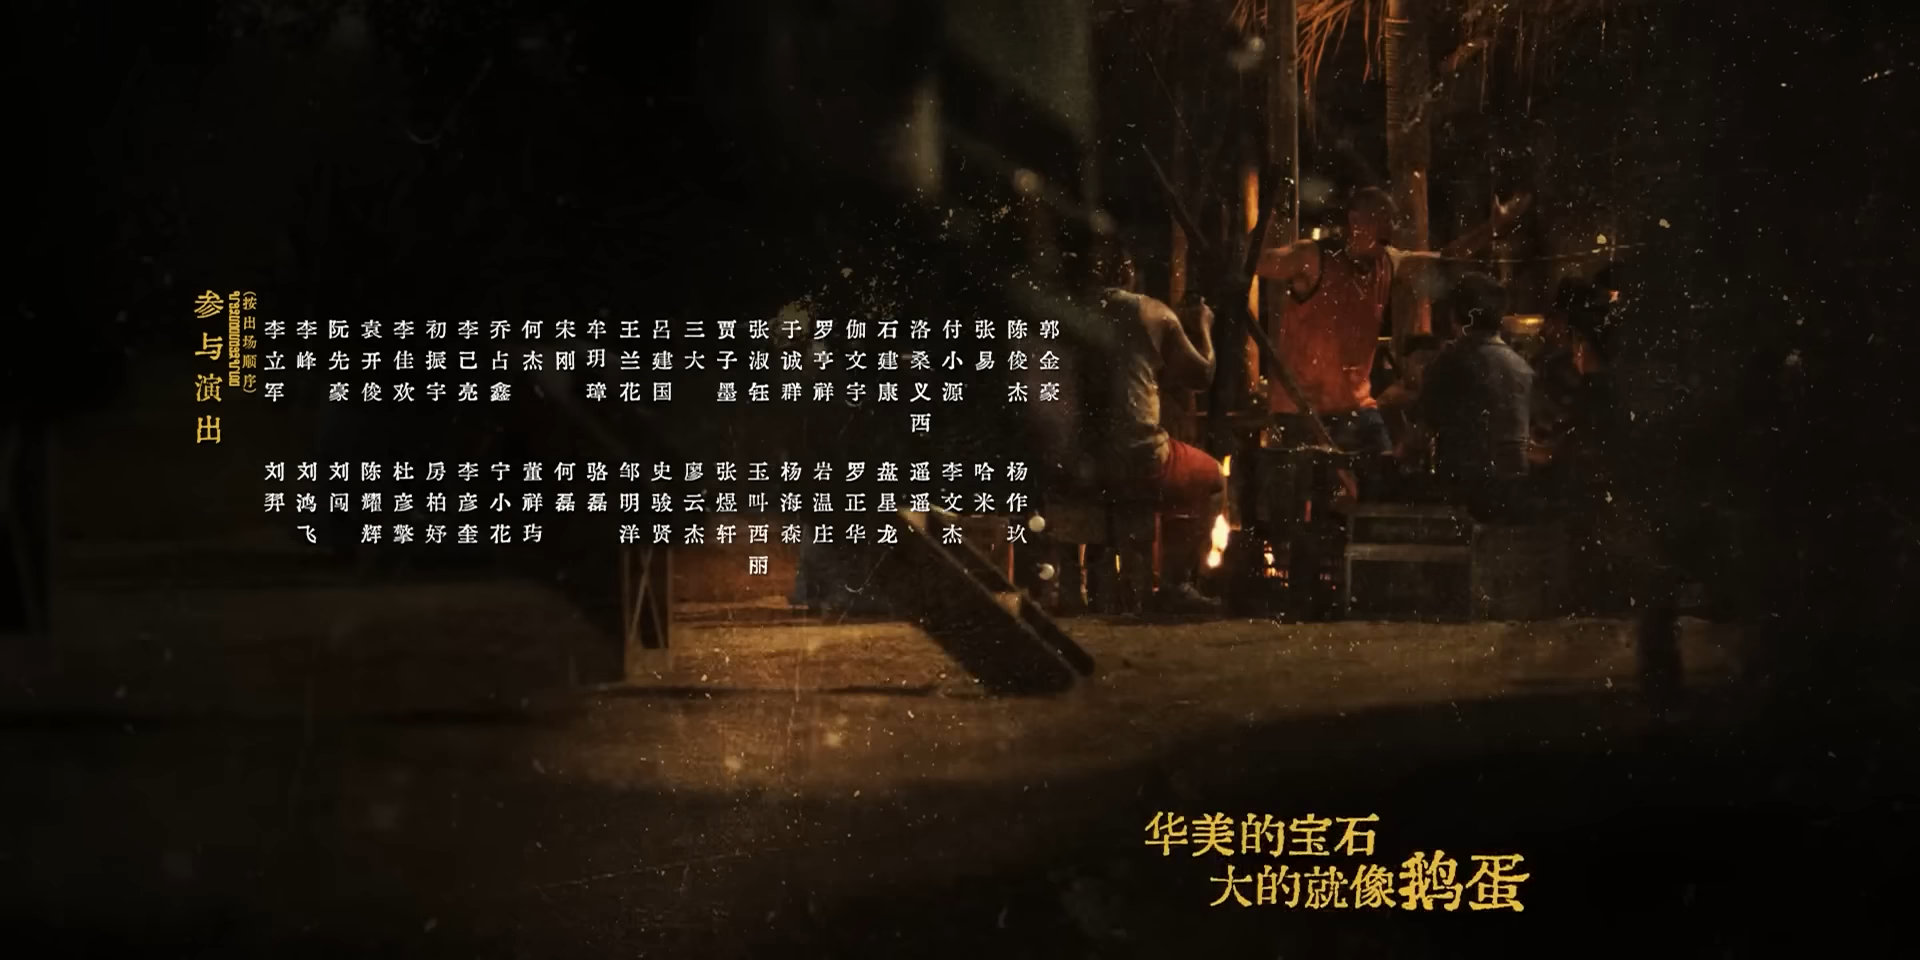 参与演出
(按出场顺序)
李立军
李峰
阮先豪
袁开俊
李佳欢
初振宇
李己亮
乔占鑫
何杰
宋刚
牟玥璋
王兰花
吕建国
三大
贾子墨
张淑钰
于诚群
罗亨祥
伽文宇
石建康
洛桑义西
付小源
张易
陈俊杰
郭金豪
刘羿
刘鸿飞
刘闯
陈耀辉
杜彦擎
房柏妤
李彦奎
宁小花
董祥玙
何磊
骆磊
邹明洋
史骏贤
廖云杰
张煜轩
玉叫西丽
杨海森
岩温庄
罗正华
盘星龙
遥遥
李文杰
哈米
杨作玖
华美的宝石
大的就像鹅蛋